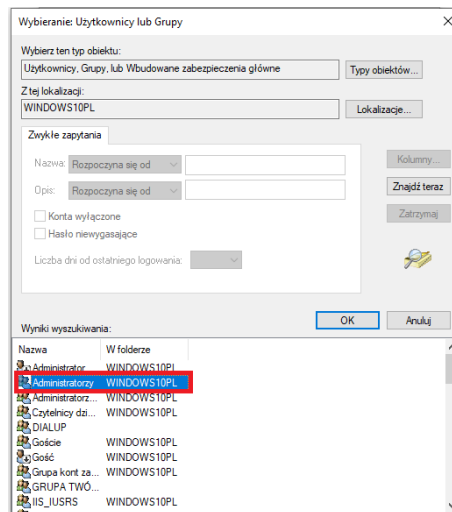 Wybieranie: Użytkownicy lub Grupy
Wybierz ten typ obiektu:
Użytkownicy, Grupy, lub Wbudowane zabezpieczenia główne
Typy obiektów...
Z tej lokalizacji:
WINDOWS10PL
Lokalizacje...
Zwykłe zapytania
Nazwa: Rozpoczyna się od
Kolumny...
Opis: Rozpoczyna się od
Znajdź teraz
Konta wyłączone
Zatrzymaj
Hasło niewygasające
Liczba dni od ostatniego logowania:
OK Anuluj
Wyniki wyszukiwania:
Nazwa W folderze
Administrator WINDOWS10PL
Administratorzy WINDOWS10PL
Administratorz... WINDOWS10PL
Czytelnicy dzi... WINDOWS10PL
DIALUP
Goście WINDOWS10PL
Gość WINDOWS10PL
Grupa kont za... WINDOWS10PL
GRUPA TWÓ...
IIS_IUSRS WINDOWS10PL